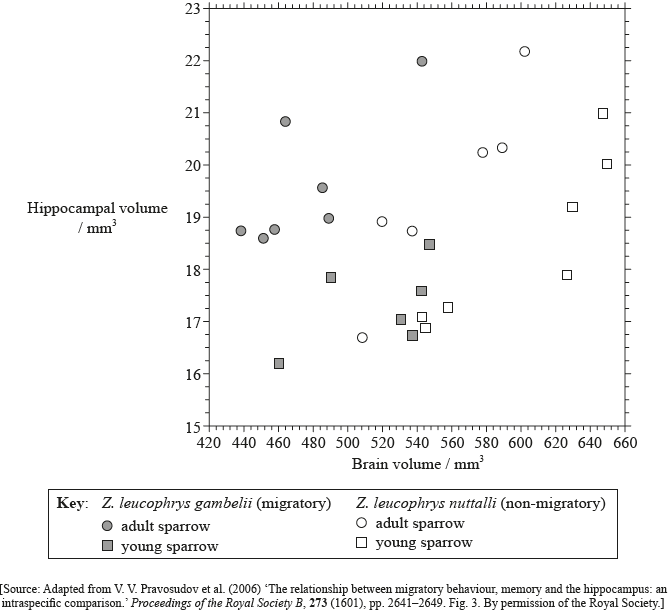 23
22
21
20
19
18
17
16
15
Hippocampal volume
/ mm³
420 440 460 480 500 520 540 560 580 600 620 640 660
Brain volume / mm³
Key: Z. leucophrys gambelii (migratory) Z. leucophrys nuttalli (non-migratory)
adult sparrow adult sparrow
young sparrow young sparrow
[Source: Adapted from V. V. Pravosudov et al. (2006) ‘The relationship between migratory behaviour, memory and the hippocampus: an
intraspecific comparison.’ Proceedings of the Royal Society B, 273 (1601), pp. 2641–2649. Fig. 3. By permission of the Royal Society.]